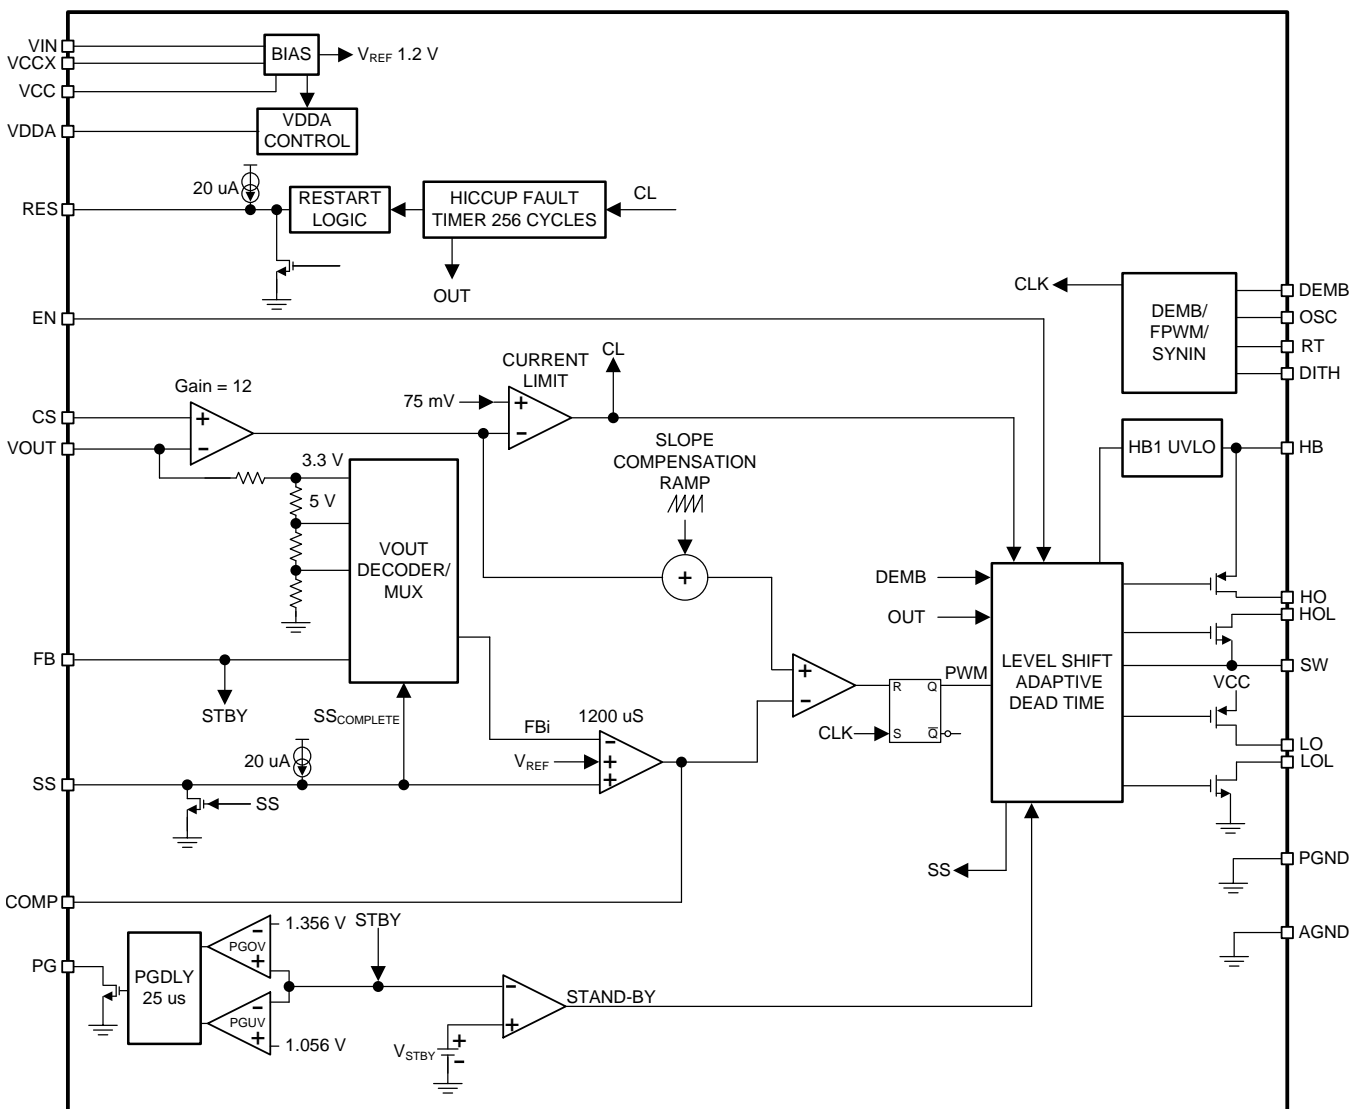 VIN
VCCX
VCC
VDDA
BIAS
VREF 1.2 V
VDDA
CONTROL
20 uA
RES
RESTART
LOGIC
HICCUP FAULT
TIMER 256 CYCLES
CL
OUT
EN
CLK
DEMB/
FPWM/
SYNIN
DEMB
OSC
RT
DITH
CURRENT
LIMIT
CL
Gain = 12
75 mV
CS
VOUT
+
-
+
-
3.3 V
5 V
VOUT
DECODER/
MUX
SLOPE
COMPENSATION
RAMP
+
HB1 UVLO
HB
DEMB
OUT
LEVEL SHIFT
ADAPTIVE
DEAD TIME
HO
HOL
SW
VCC
LO
LOL
FB
STBY
SSCOMPLETE
FBi
1200 uS
VREF
-
+
+
+
-
R
Q
S
Q
PWM
CLK
20 uA
SS
SS
SS
COMP
PGND
AGND
PG
PGDLY
25 us
PGOV
-
+
1.356 V
PGUV
-
+
1.056 V
STBY
-
+
STAND-BY
VSTBY
+
-